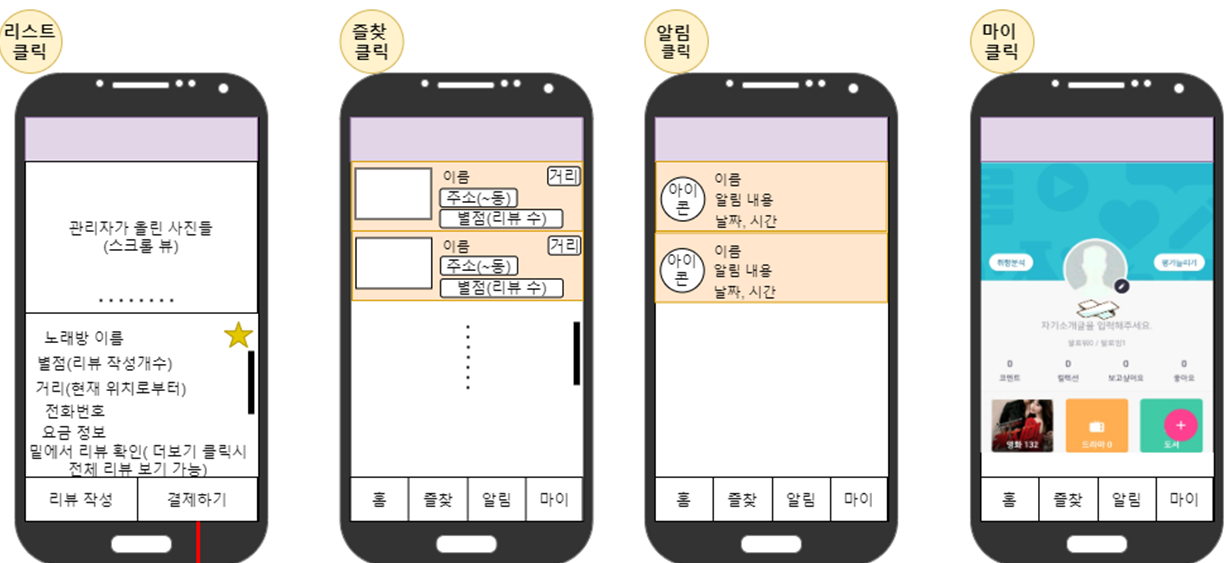 리스트
클릭
관리자가 올린 사진들
(스크롤 뷰)
노래방 이름
별점(리뷰 작성개수)
거리(현재 위치로부터)
전화번호
요금 정보
밑에서 리뷰 확인( 더보기 클릭시
전체 리뷰 보기 가능)
리뷰 작성
결제하기
즐찾
클릭
이름
거리
주소(~동)
별점(리뷰 수)
이름
거리
주소(~동)
별점(리뷰 수)
홈
즐찾
알림
마이
알림
클릭
아이
콘
이름
알림 내용
날짜, 시간
아이
콘
이름
알림 내용
날짜, 시간
홈
즐찾
알림
마이
마이
클릭
취향분석
평가늘리기
자기소개글을 입력해주세요.
팔로워0 / 팔로잉1
0
0
0
0
코멘트
컬렉션
보고싶어요
좋아요
영화 132
드라마 0
도서
홈
즐찾
알림
마이